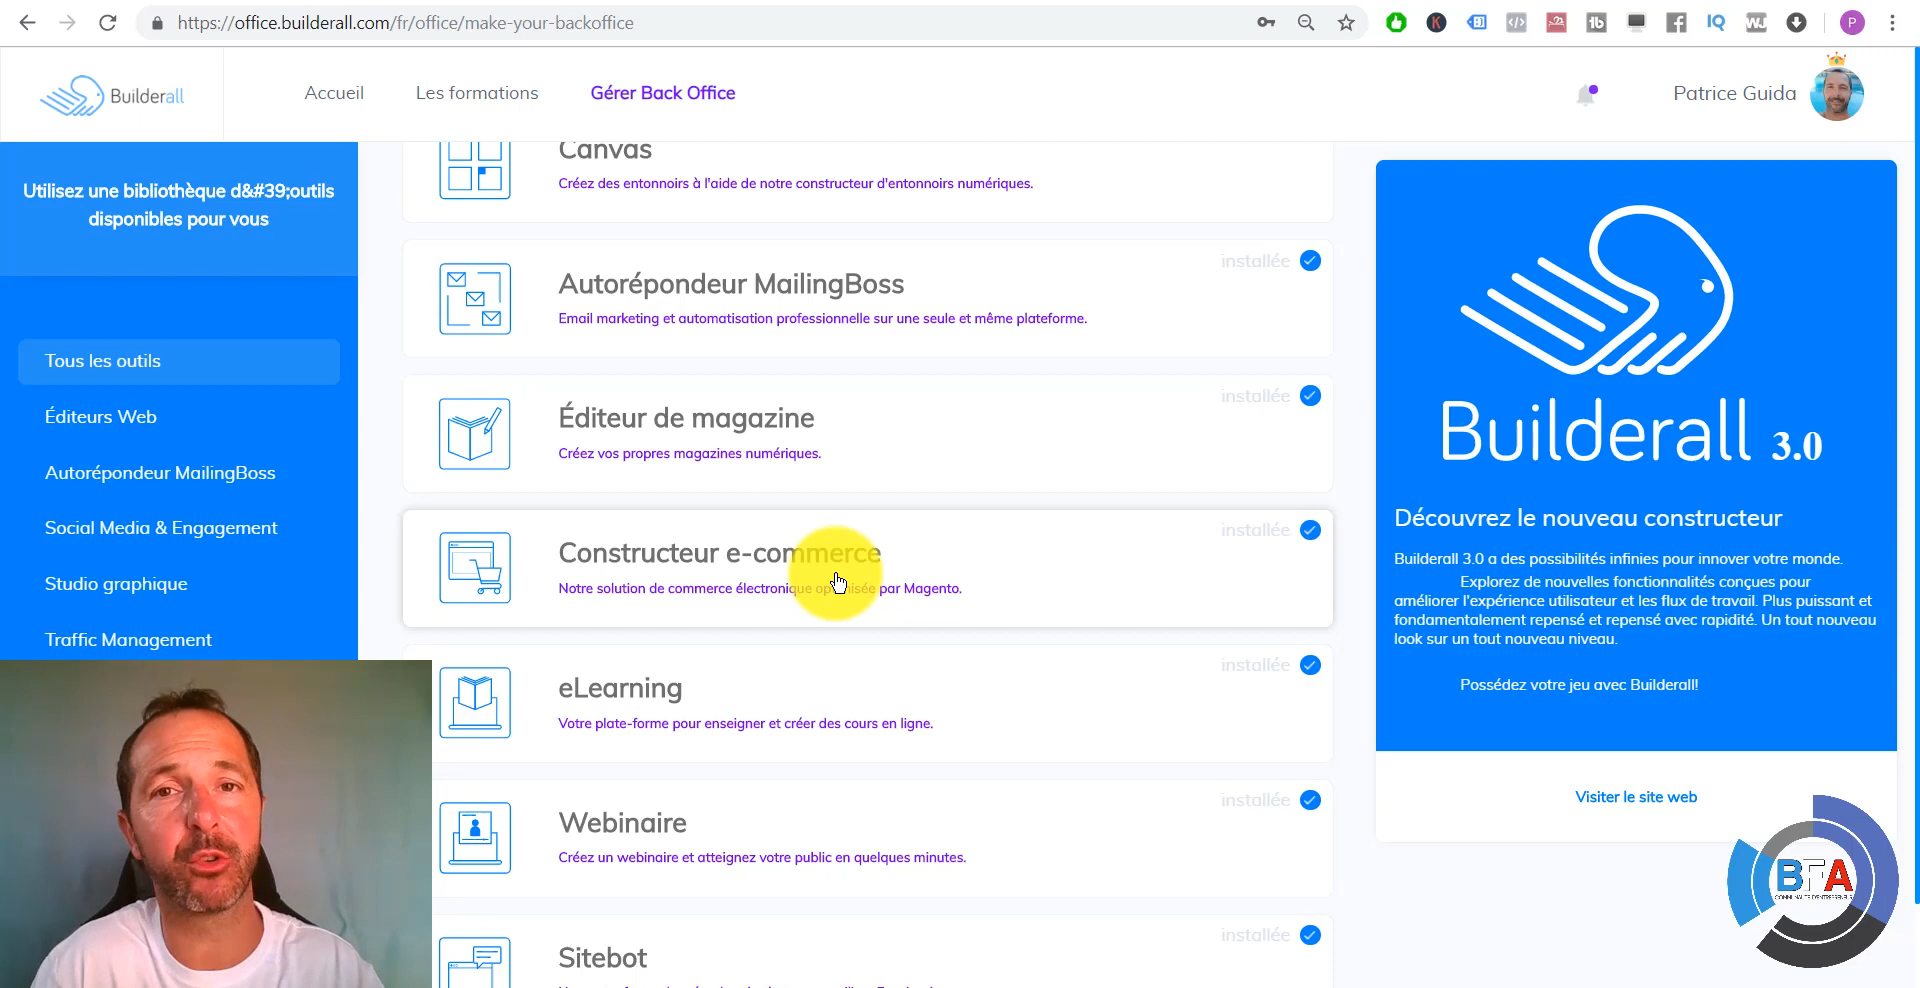 https://office.builderall.com/fr/office/make-your-backoffice
Builderall
Accueil
Les formations
Gérer Back Office
Patrice Guida
Utilisez une bibliothèque d&#39;outils
disponibles pour vous
Tous les outils
Éditeurs Web
Autorépondeur MailingBoss
Social Media & Engagement
Studio graphique
Traffic Management
Canvas
Créez des entonnoirs à l'aide de notre constructeur d'entonnoirs numériques.
installée
Autorépondeur MailingBoss
Email marketing et automatisation professionnelle sur une seule et même plateforme.
installée
Éditeur de magazine
Créez vos propres magazines numériques.
installée
Constructeur e-commerce
Notre solution de commerce électronique optimisée par Magento.
installée
eLearning
Votre plate-forme pour enseigner et créer des cours en ligne.
installée
Webinaire
Créez un webinaire et atteignez votre public en quelques minutes.
installée
Sitebot
Builderall 3.0
Découvrez le nouveau constructeur
Builderall 3.0 a des possibilités infinies pour innover votre monde.
Explorez de nouvelles fonctionnalités conçues pour
améliorer l'expérience utilisateur et les flux de travail. Plus puissant et
fondamentalement repensé et repensé avec rapidité. Un tout nouveau
look sur un tout nouveau niveau.
Possédez votre jeu avec Builderall!
Visiter le site web
BFA